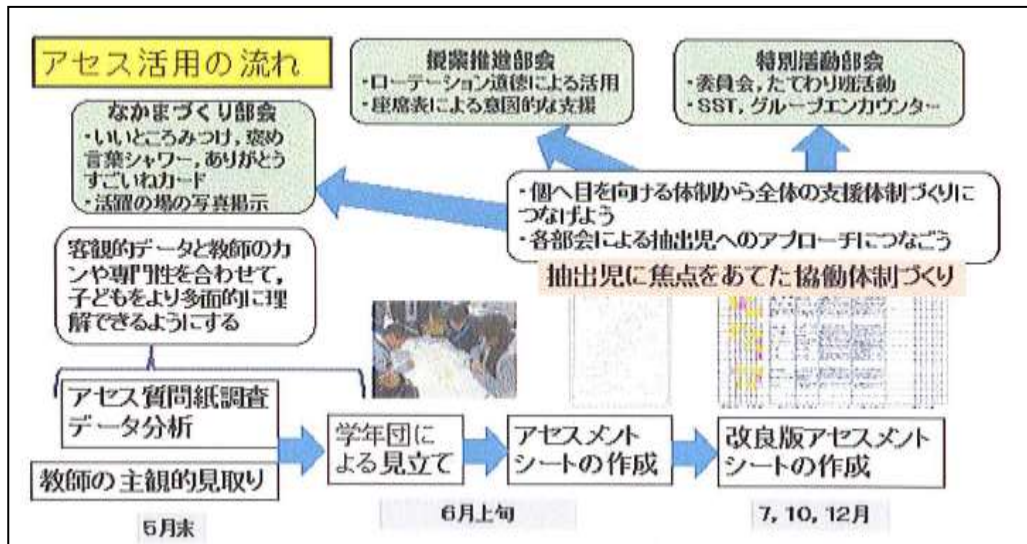 アセス活用の流れ
なかまづくり部会
・いいところみつけ,褒め
言葉シャワー,ありがとう
すごいねカード
・活躍の場の写真掲示
授業推進部会
・ローテーション道徳による活用
・座席表による意図的な支援
特別活動部会
・委員会,たてわり班活動
・SST,グループエンカウンター
・個へ目を向ける体制から全体の支援体制づくりに
つなげよう
・各部会による抽出児へのアプローチにつなごう
抽出児に焦点をあてた協働体制づくり
客観的データと教師のカ
ンや専門性を合わせて,
子どもをより多面的に理
解できるようにする
アセス質問紙調査
データ分析
教師の主観的見取り
学年団に
よる見立て
アセスメント
シートの作成
改良版アセスメント
シートの作成
5月末
6月上旬
7, 10, 12月